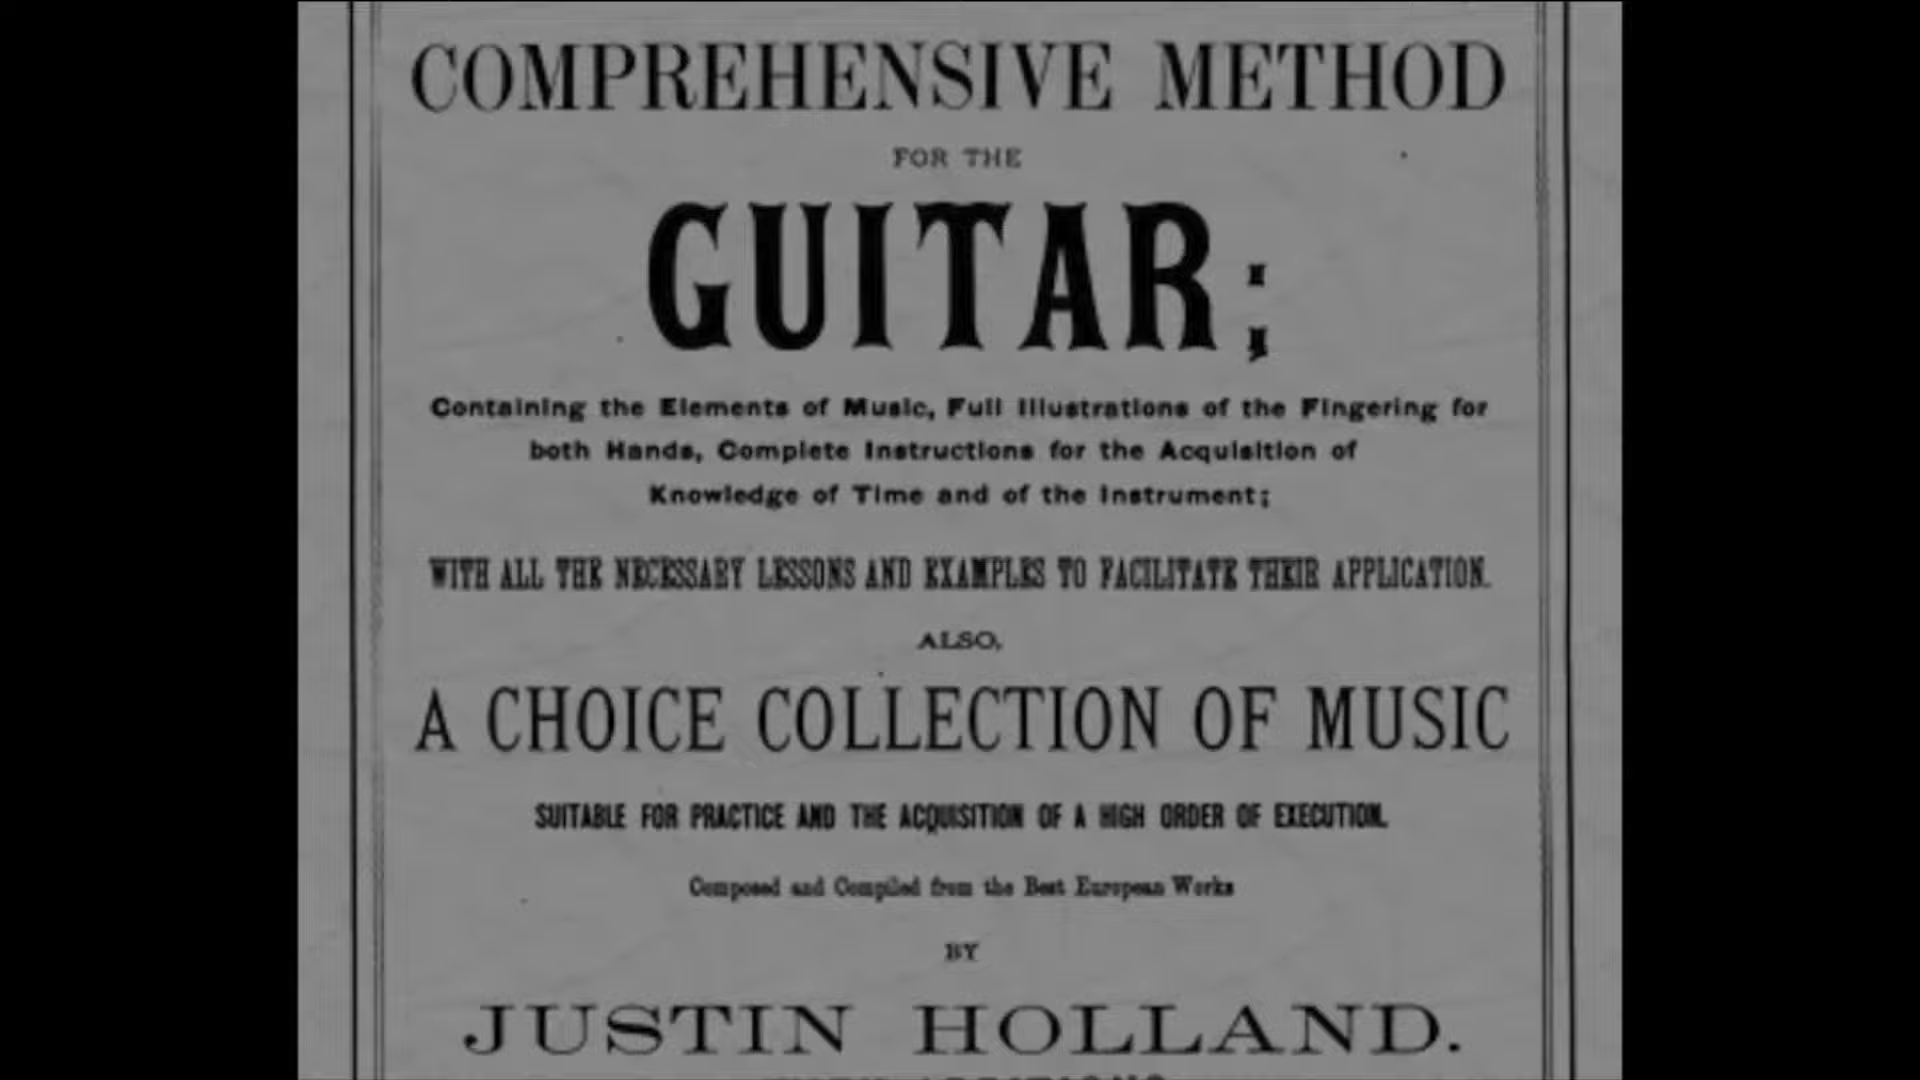 COMPREHENSIVE METHOD
FOR THE
GUITAR;
Containing the Elements of Music, Full Illustrations of the Fingering for
both Hands, Complete Instructions for the Acquisition of
Knowledge of Time and of the Instrument;
WITH ALL THE NECESSARY LESSONS AND EXAMPLES TO FACILITATE THEIR APPLICATION.
ALSO,
A CHOICE COLLECTION OF MUSIC
SUITABLE FOR PRACTICE AND THE ACQUISITION OF A HIGH ORDER OF EXECUTION.
Composed and Compiled from the Best European Works
BY
JUSTIN HOLLAND.